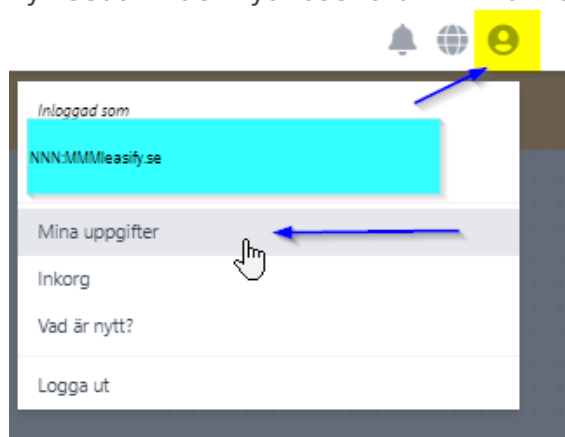 Inloggad som
NNN:MMMleasify.se
Mina uppgifter
Inkorg
Vad är nytt?
Logga ut